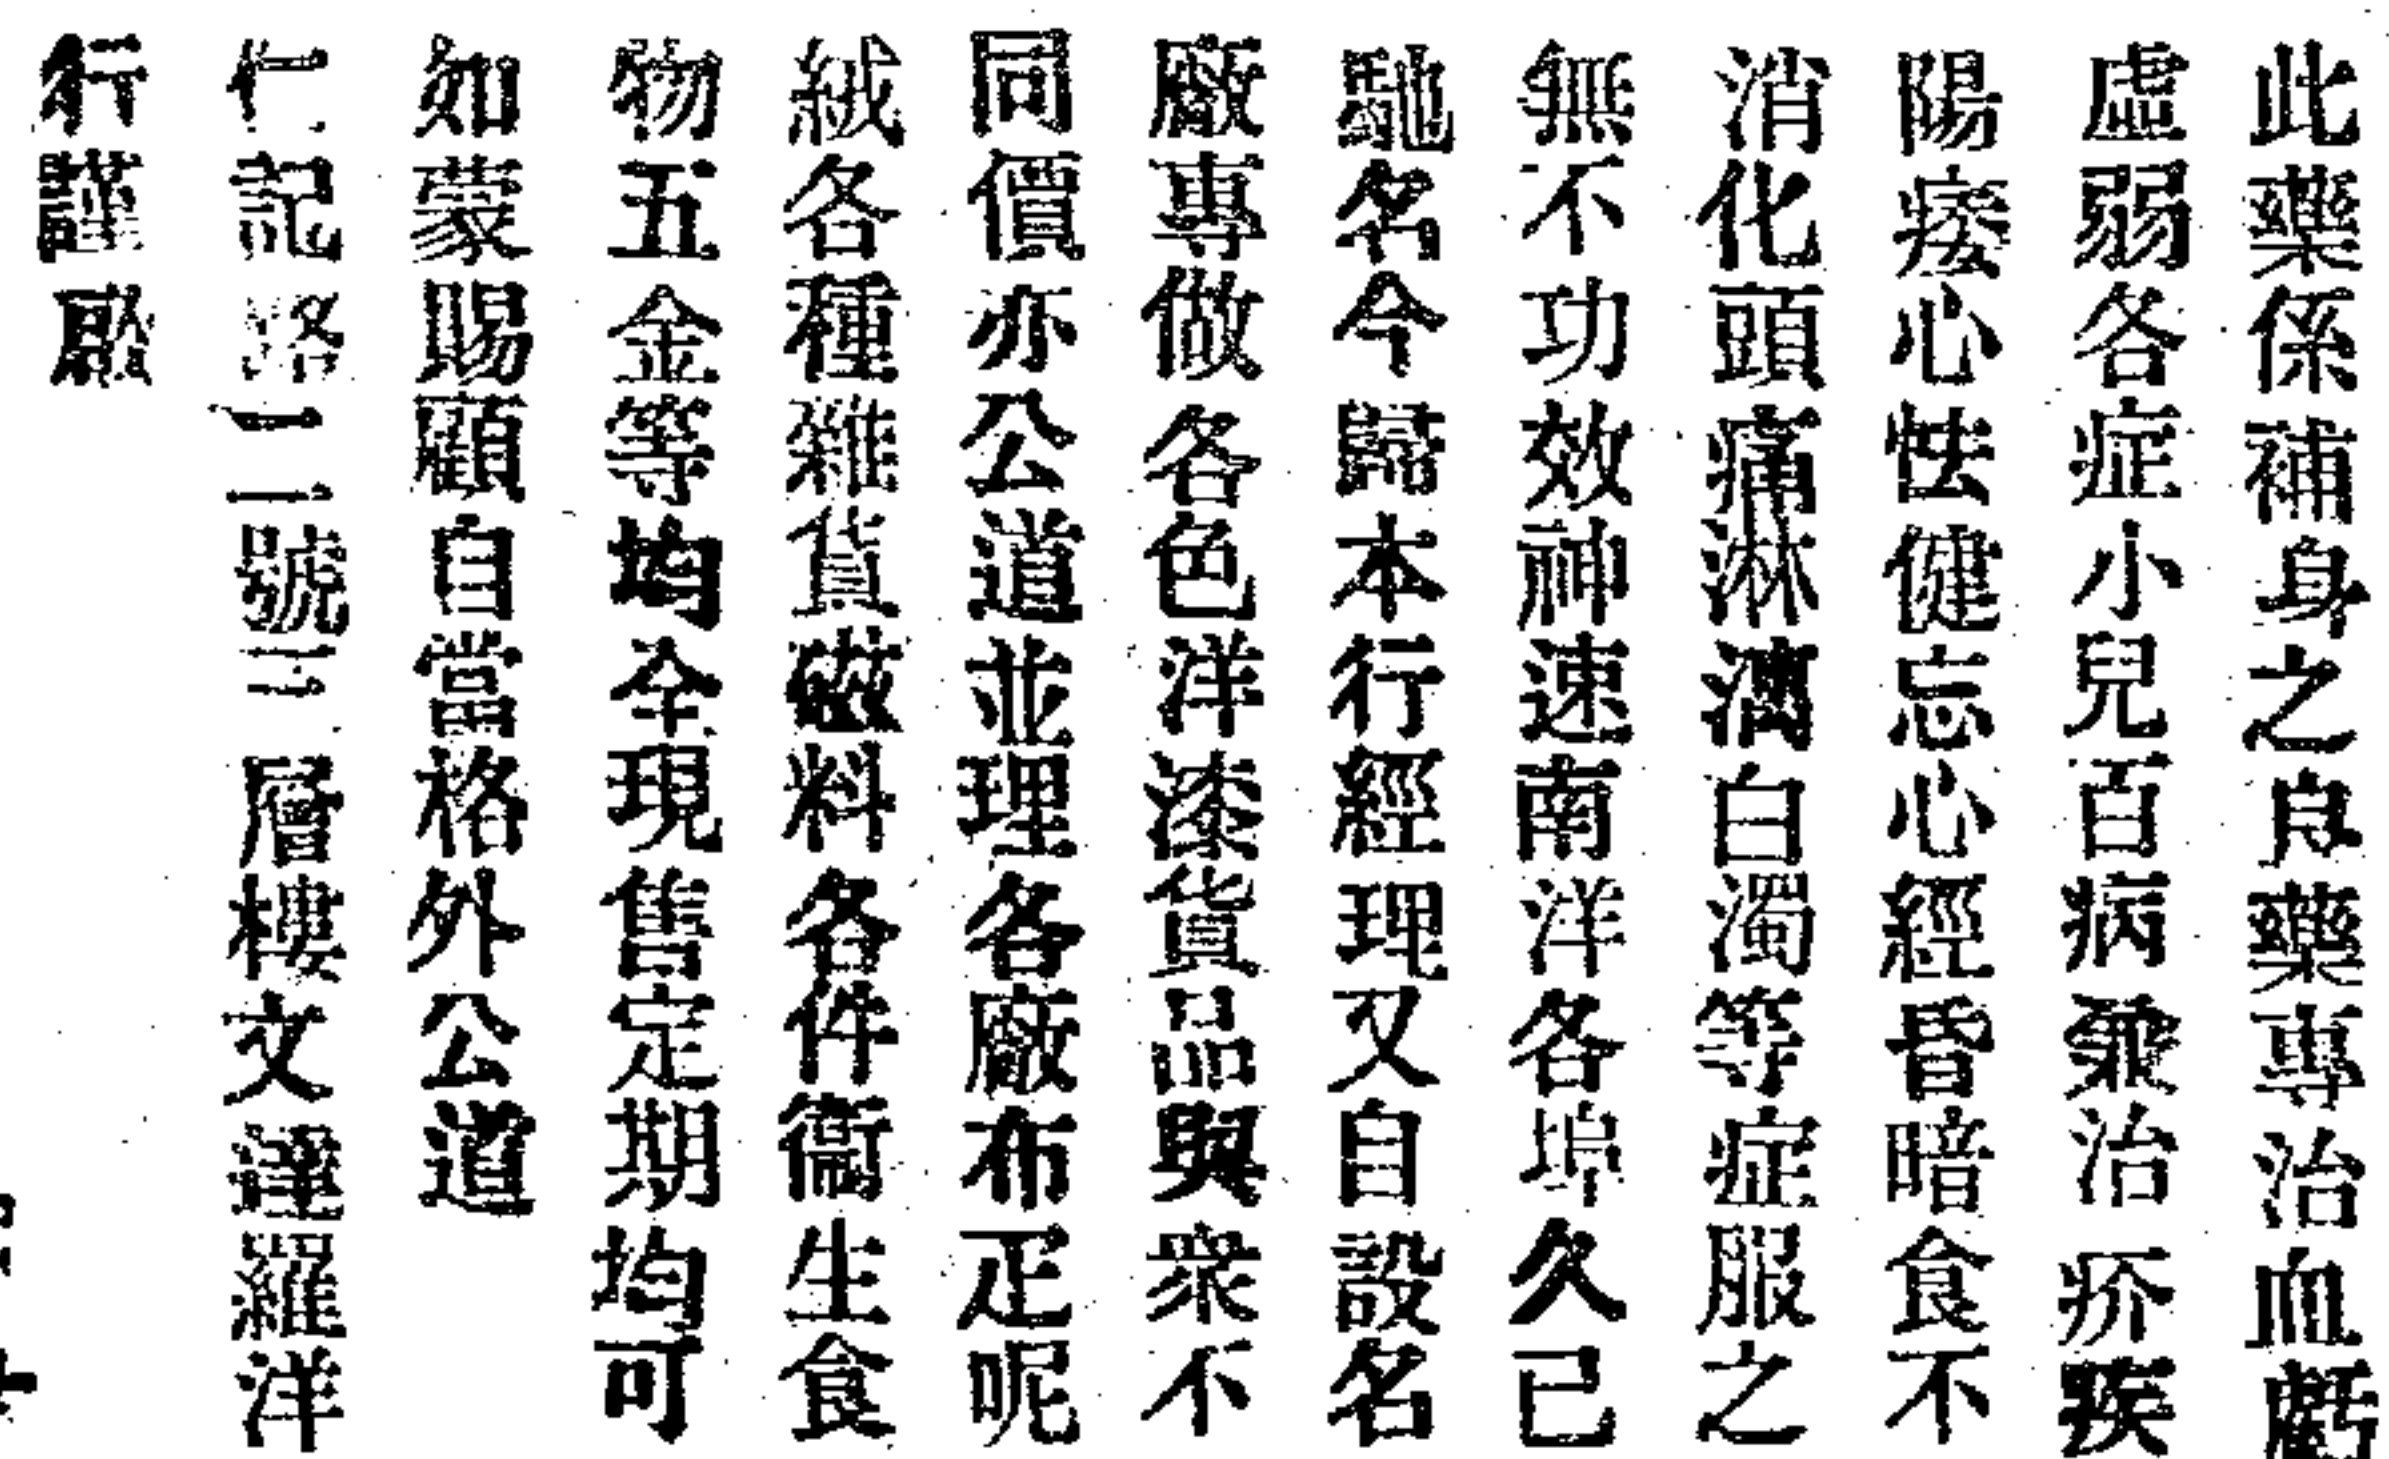 此藥係補身之良藥專治血虧
虛弱各症小兒百病兼治疥疾
陽痿心怯健忘心經昏暗食不
消化頭痛淋漓白濁等症服之
無不功效神速南洋各埠久已
馳名今歸本行經理又自設名
廠專做各色洋漆貨品與衆不
同價亦公道並理各廠布疋呢
絨各種雜貨磁料各件衞生食
物五金等均全現售定期均可
如蒙賜顧自當格外公道
仁記路二號三層樓文達羅洋
行謹啟